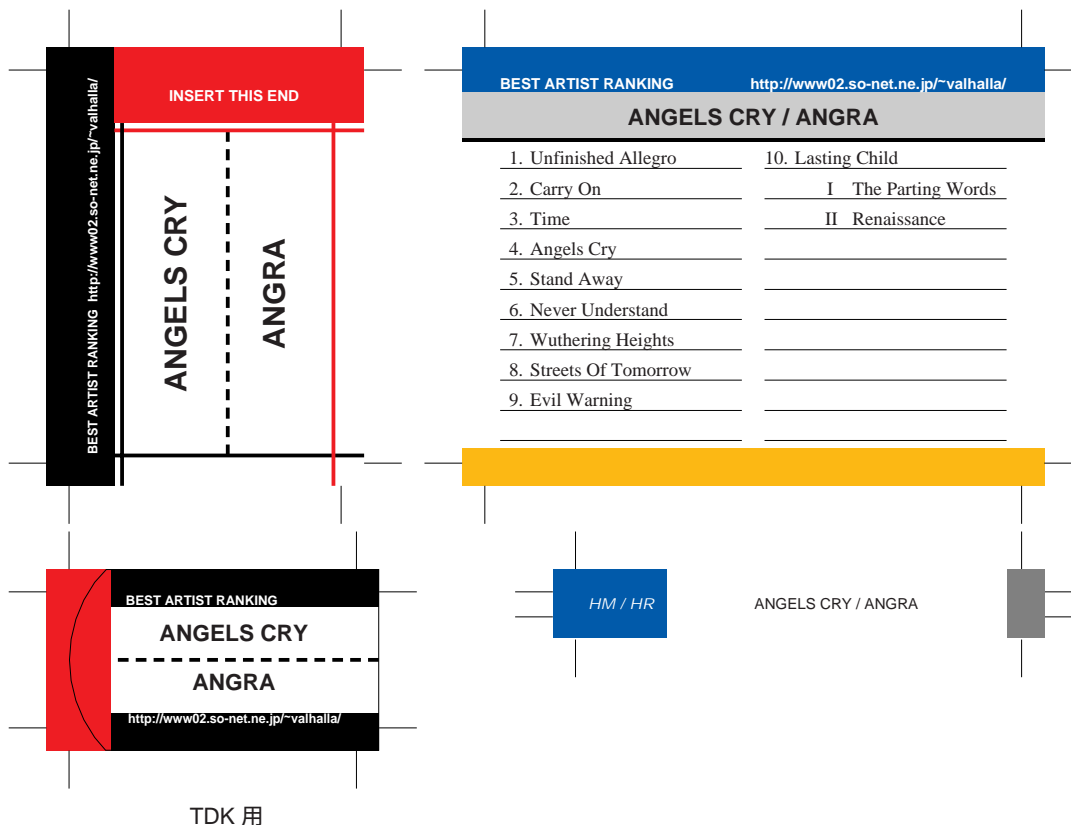 INSERT THIS END
BEST ARTIST RANKING http://www02.so-net.ne.jp/~valhalla/
ANGELS CRY
ANGRA
BEST ARTIST RANKING http://www02.so-net.ne.jp/~valhalla/
ANGELS CRY / ANGRA
1. Unfinished Allegro
2. Carry On
3. Time
4. Angels Cry
5. Stand Away
6. Never Understand
7. Wuthering Heights
8. Streets Of Tomorrow
9. Evil Warning
10. Lasting Child
I The Parting Words
II Renaissance
BEST ARTIST RANKING
ANGELS CRY
ANGRA
http://www02.so-net.ne.jp/~valhalla/
TDK 用
HM / HR
ANGELS CRY / ANGRA